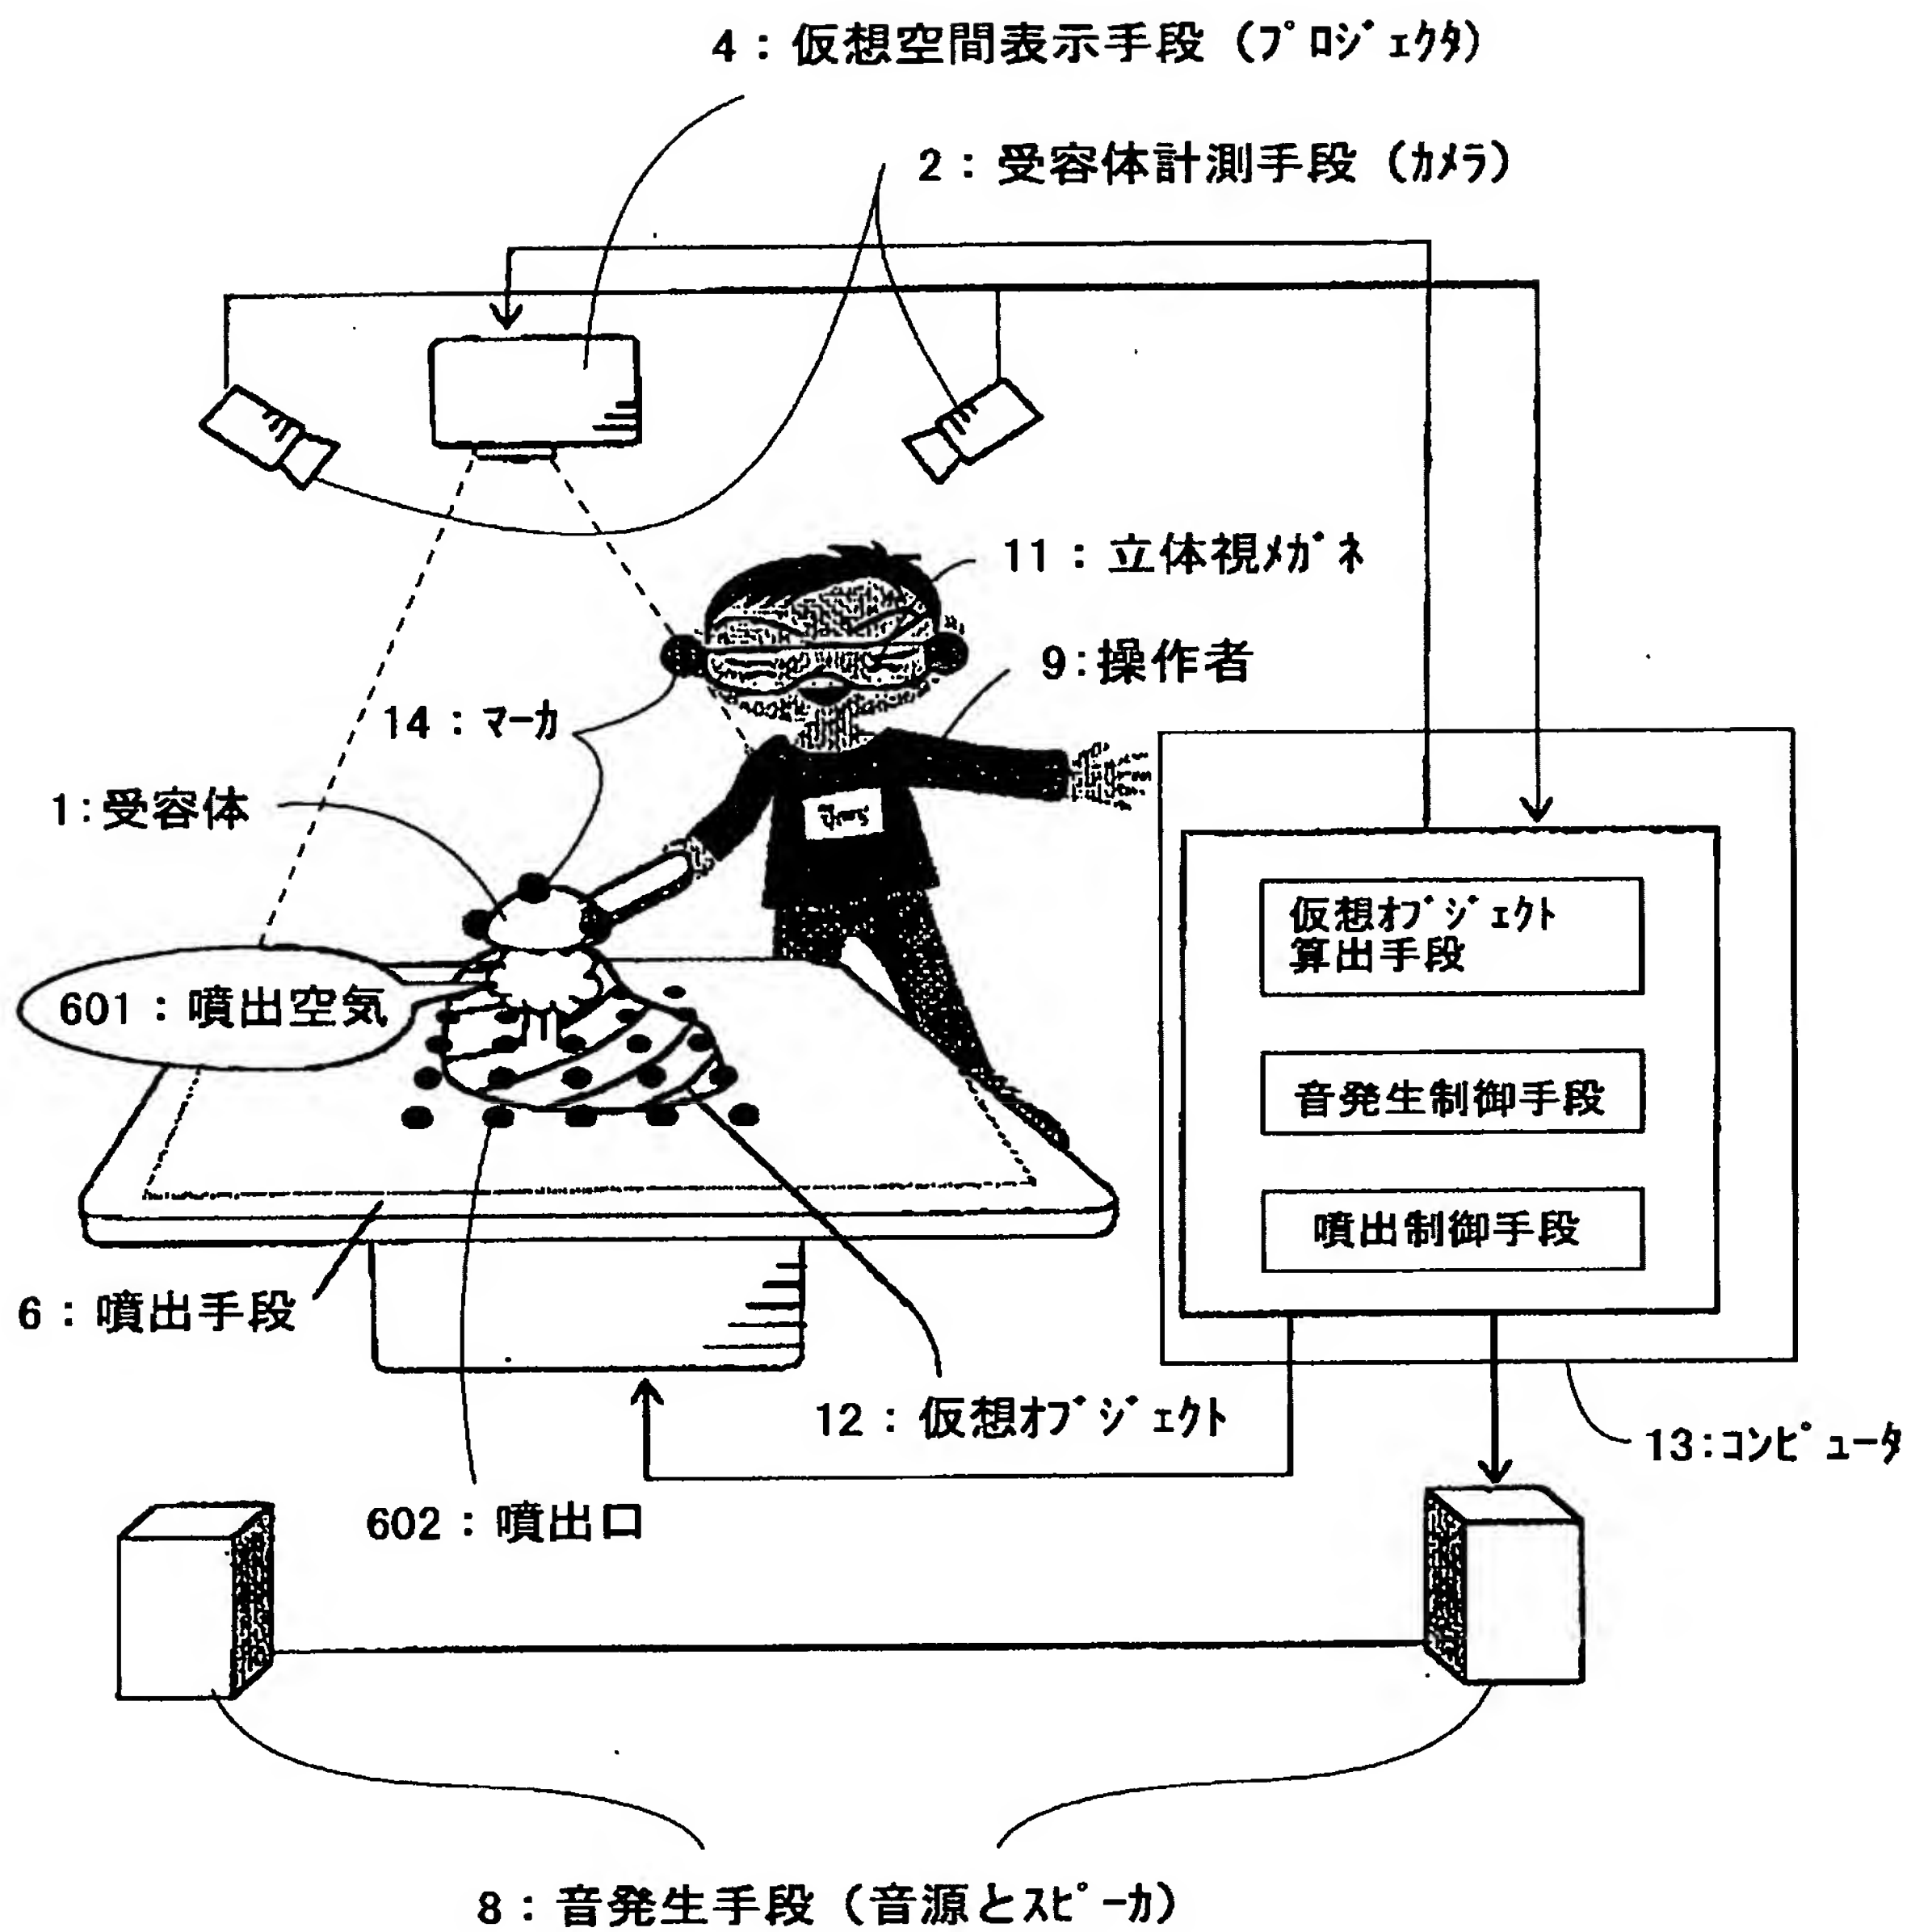 4：仮想空間表示手段（ﾌﾟﾛｼﾞｪｸﾀ）
2：受容体計測手段（ｶﾒﾗ）
11：立体視ﾒｶﾞﾈ
9：操作者
14：ﾏｰｶ
1：受容体
仮想ｵﾌﾞｼﾞｪｸﾄ
算出手段
601：噴出空気
音発生制御手段
噴出制御手段
6：噴出手段
12：仮想ｵﾌﾞｼﾞｪｸﾄ
13：ｺﾝﾋﾟｭｰﾀ
602：噴出口
8：音発生手段（音源とｽﾋﾟｰｶ）